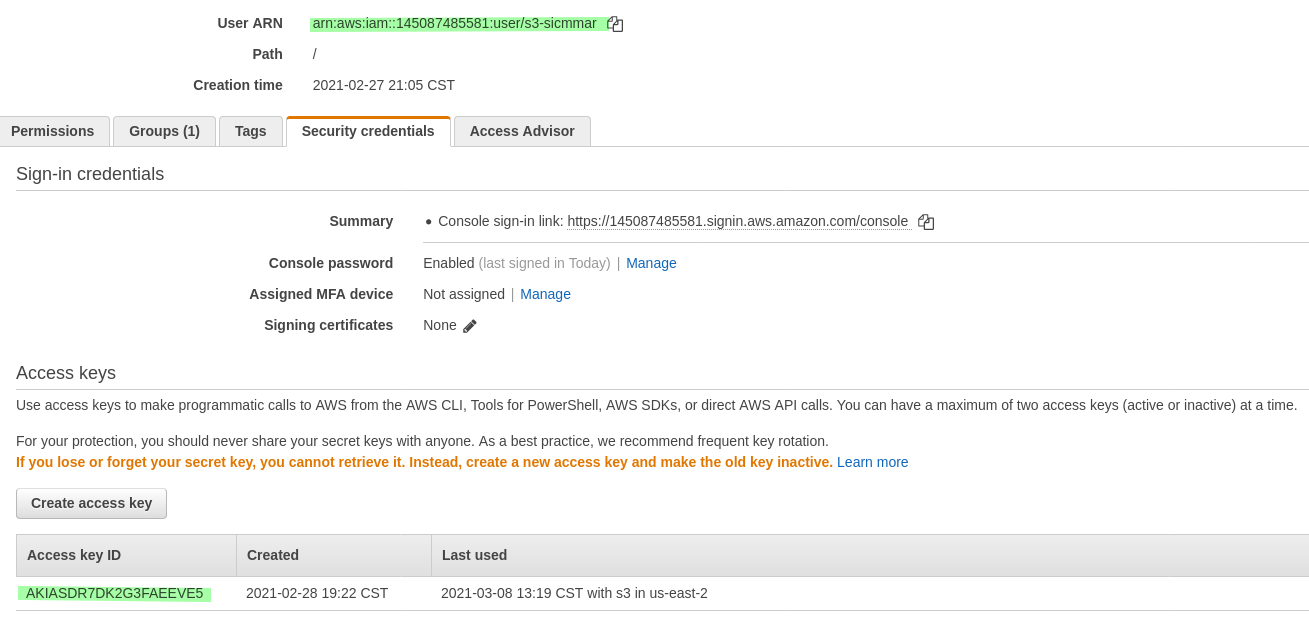 User ARN arn:aws:iam::145087485581:user/s3-sicmmar
Path /
Creation time 2021-02-27 21:05 CST
Permissions Groups (1) Tags Security credentials Access Advisor
Sign-in credentials
Summary • Console sign-in link: https://145087485581.signin.aws.amazon.com/console
Console password Enabled (last signed in Today) | Manage
Assigned MFA device Not assigned | Manage
Signing certificates None
Access keys
Use access keys to make programmatic calls to AWS from the AWS CLI, Tools for PowerShell, AWS SDKs, or direct AWS API calls. You can have a maximum of two access keys (active or inactive) at a time.
For your protection, you should never share your secret keys with anyone. As a best practice, we recommend frequent key rotation.
If you lose or forget your secret key, you cannot retrieve it. Instead, create a new access key and make the old key inactive. Learn more
Create access key
Access key ID Created Last used
AKIASDR7DK2G3FAEEVE5 2021-02-28 19:22 CST 2021-03-08 13:19 CST with s3 in us-east-2